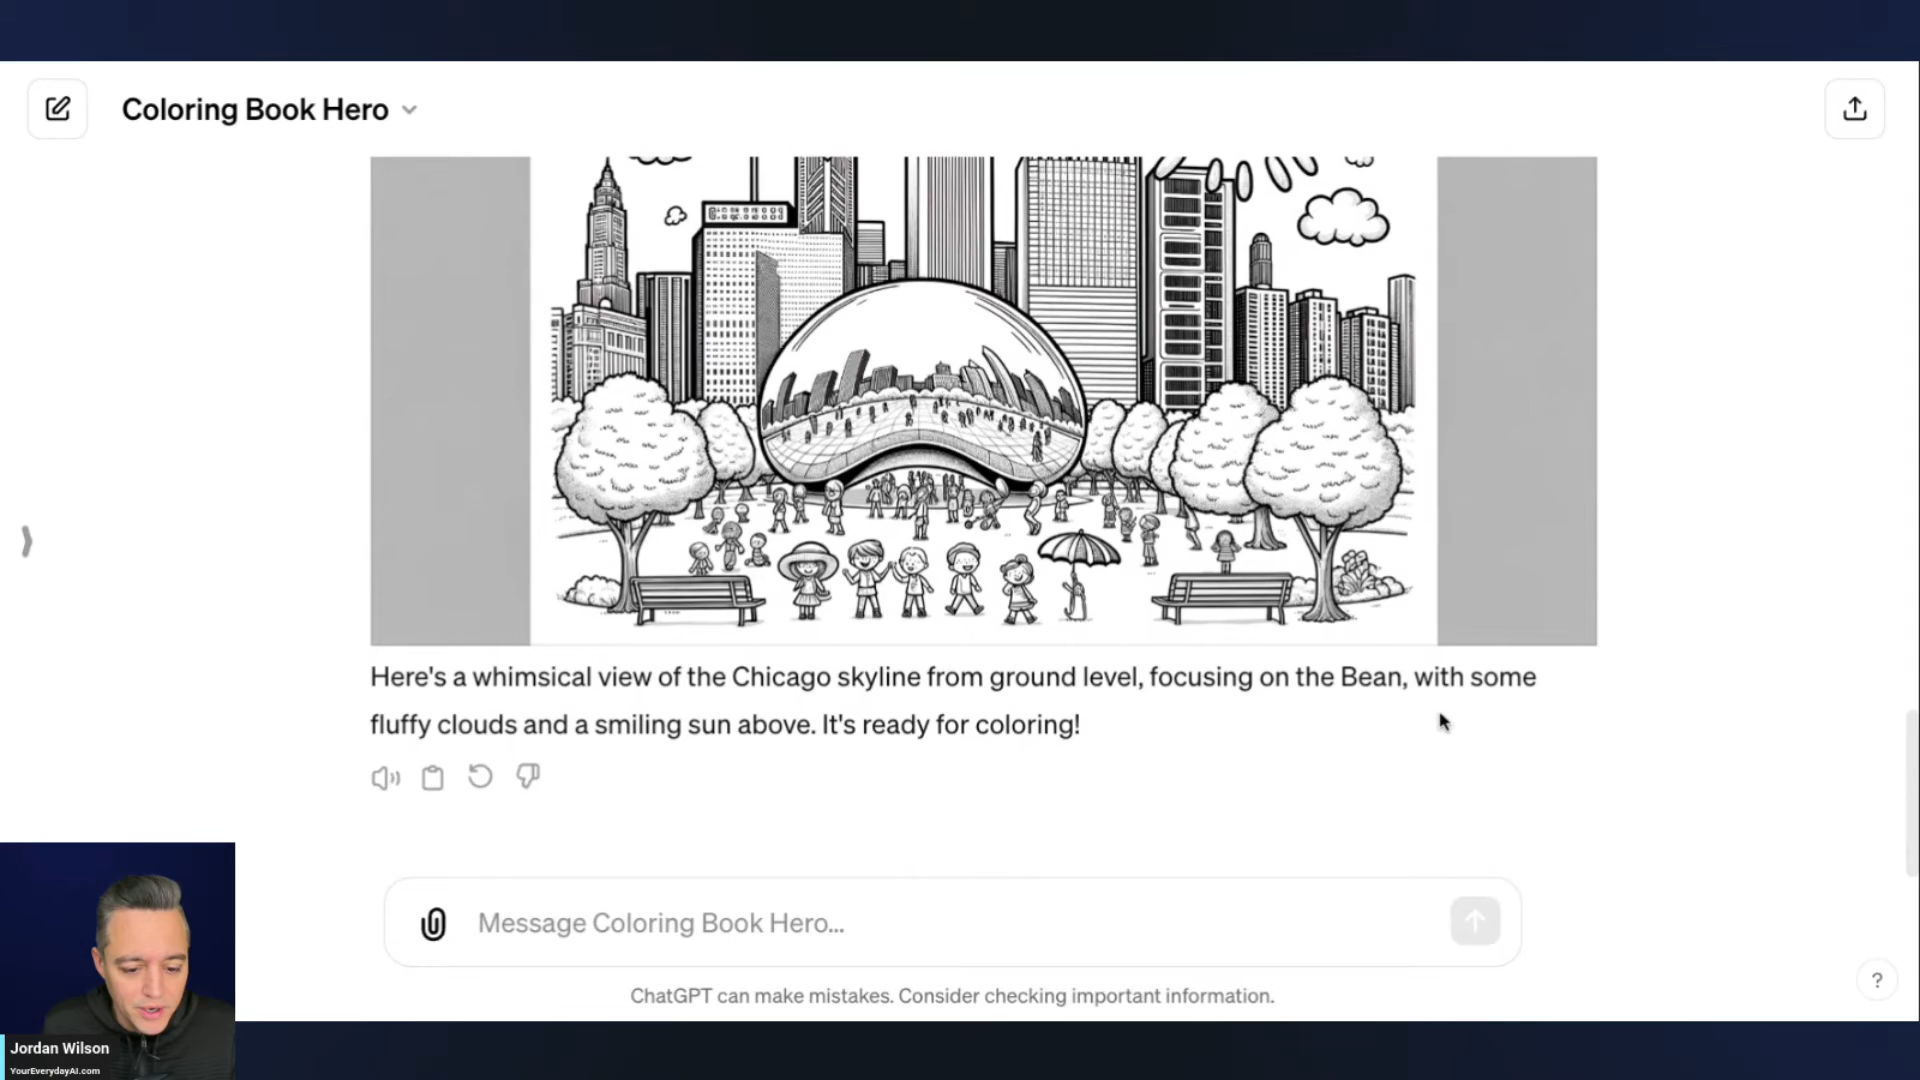 Coloring Book Hero
Here's a whimsical view of the Chicago skyline from ground level, focusing on the Bean, with some
fluffy clouds and a smiling sun above. It's ready for coloring!
Message Coloring Book Hero...
ChatGPT can make mistakes. Consider checking important information.
?
Jordan Wilson
YourEverydayAI.com